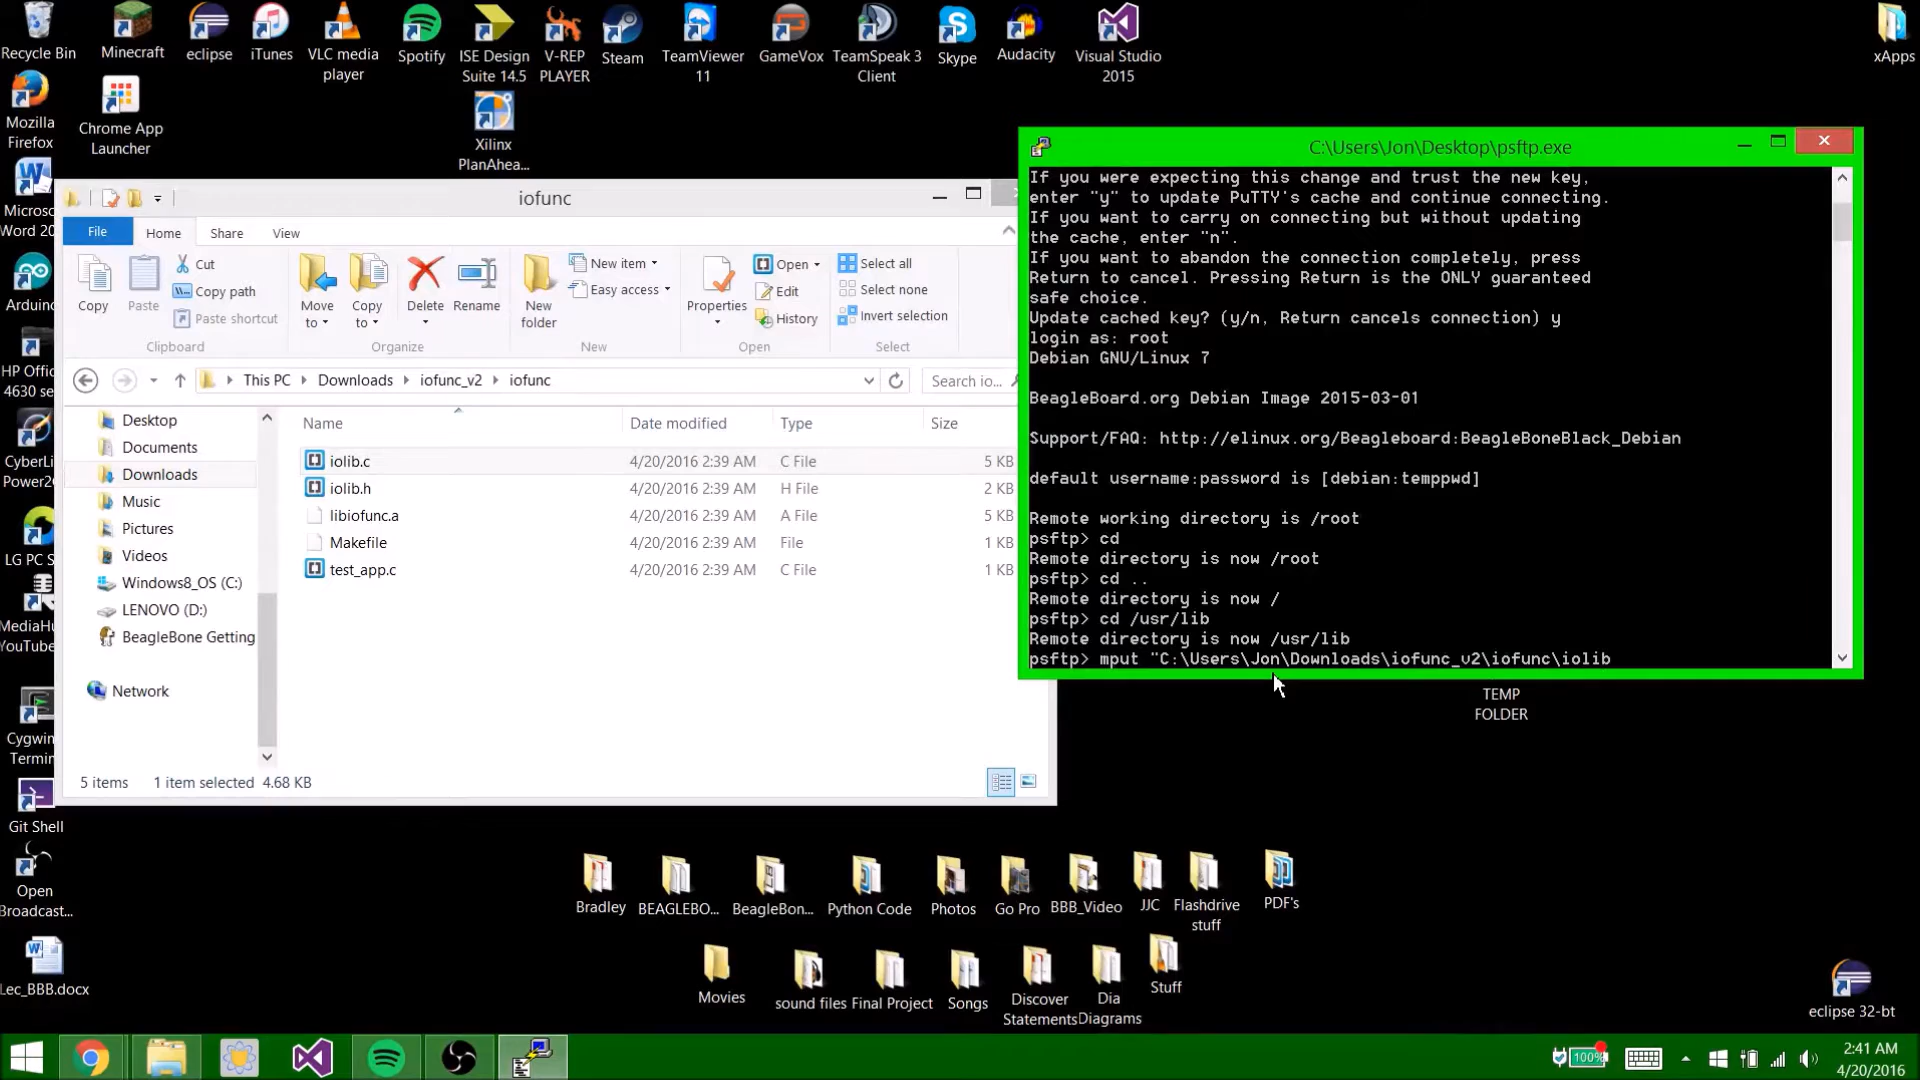 Recycle Bin
Minecraft
eclipse
iTunes
VLC media
player
Spotify
ISE Design
Suite 14.5
V-REP
PLAYER
Steam
TeamViewer
11
GameVox
TeamSpeak 3
Client
Skype
Audacity
Visual Studio
2015
xApps
Mozilla
Firefox
Chrome App
Launcher
Xilinx
PlanAhea...
Micros
Word 20
Arduino
HP Offic
4630 se
CyberLi
Power2G
LG PC S
MediaHu
YouTube
Cygwin
Termin
Git Shell
Open
Broadcast...
Lec_BBB.docx
iofunc
File
Home
Share
View
Copy
Paste
Cut
Copy path
Paste shortcut
Move
to
Copy
to
Delete
Rename
New
folder
New item
Easy access
Properties
Open
Edit
History
Select all
Select none
Invert selection
Clipboard
Organize
New
Open
Select
This PC
Downloads
iofunc_v2
iofunc
Search io...
Name
Date modified
Type
Size
Desktop
Documents
Downloads
Music
Pictures
Videos
Windows8_OS (C:)
LENOVO (D:)
BeagleBone Getting
Network
iolib.c 4/20/2016 2:39 AM C File 5 KB
iolib.h 4/20/2016 2:39 AM H File 2 KB
libiofunc.a 4/20/2016 2:39 AM A File 5 KB
Makefile 4/20/2016 2:39 AM File 1 KB
test_app.c 4/20/2016 2:39 AM C File 1 KB
5 items 1 item selected 4.68 KB
C:\Users\Jon\Desktop\psftp.exe
If you were expecting this change and trust the new key,
enter "y" to update PuTTY's cache and continue connecting.
If you want to carry on connecting but without updating
the cache, enter "n".
If you want to abandon the connection completely, press
Return to cancel. Pressing Return is the ONLY guaranteed
safe choice.
Update cached key? (y/n, Return cancels connection) y
login as: root
Debian GNU/Linux 7
BeagleBoard.org Debian Image 2015-03-01
Support/FAQ: http://elinux.org/Beagleboard:BeagleBoneBlack_Debian
default username:password is [debian:temppwd]
Remote working directory is /root
psftp> cd
Remote directory is now /root
psftp> cd ..
Remote directory is now /
psftp> cd /usr/lib
Remote directory is now /usr/lib
psftp> mput "C:\Users\Jon\Downloads\iofunc_v2\iofunc\iolib
TEMP
FOLDER
Bradley
BEAGLEBO...
BeagleBon...
Python Code
Photos
Go Pro
BBB_Video
JJC
Flashdrive
stuff
PDF's
Movies
sound files
Final Project
Songs
Discover
Statements
Dia
Diagrams
Stuff
eclipse 32-bt
100%
2:41 AM
4/20/2016